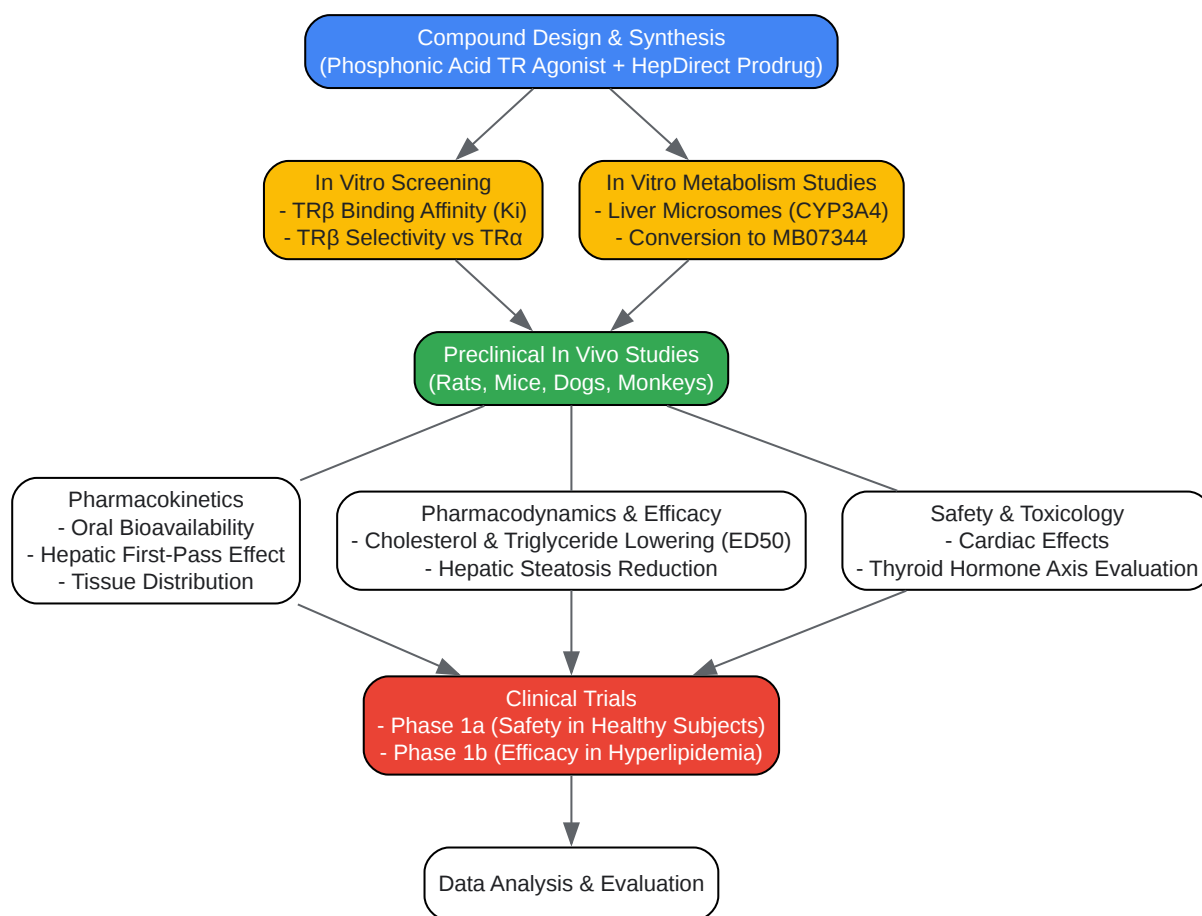 Compound Design & Synthesis
(Phosphonic Acid TR Agonist + HepDirect Prodrug)
In Vitro Screening
- TRβ Binding Affinity (Ki)
- TRβ Selectivity vs TRα
In Vitro Metabolism Studies
- Liver Microsomes (CYP3A4)
- Conversion to MB07344
Preclinical In Vivo Studies
(Rats, Mice, Dogs, Monkeys)
Pharmacokinetics
- Oral Bioavailability
- Hepatic First-Pass Effect
- Tissue Distribution
Pharmacodynamics & Efficacy
- Cholesterol & Triglyceride Lowering (ED50)
- Hepatic Steatosis Reduction
Safety & Toxicology
- Cardiac Effects
- Thyroid Hormone Axis Evaluation
Clinical Trials
- Phase 1a (Safety in Healthy Subjects)
- Phase 1b (Efficacy in Hyperlipidemia)
Data Analysis & Evaluation